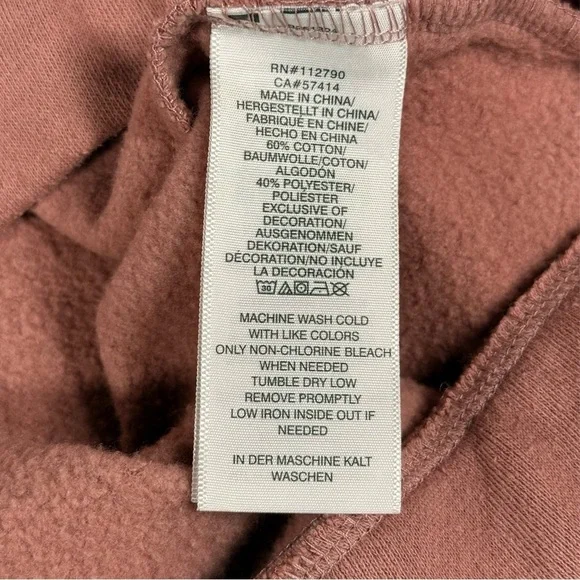 RN#112790
CA#57414
MADE IN CHINA/
HERGESTELLT IN CHINA/
FABRIQUE EN CHINE/
HECHO EN CHINA
60% COTTON/
BAUMWOLLE/COTON/
ALGODÓN
40% POLYESTER/
POLIÉSTER
EXCLUSIVE OF
DECORATION/
AUSGENOMMEN
DEKORATION/SAUF
DÉCORATION/NO INCLUYE
LA DECORACIÓN
30
MACHINE WASH COLD
WITH LIKE COLORS
ONLY NON-CHLORINE BLEACH
WHEN NEEDED
TUMBLE DRY LOW
REMOVE PROMPTLY
LOW IRON INSIDE OUT IF
NEEDED
IN DER MASCHINE KALT
WASCHEN